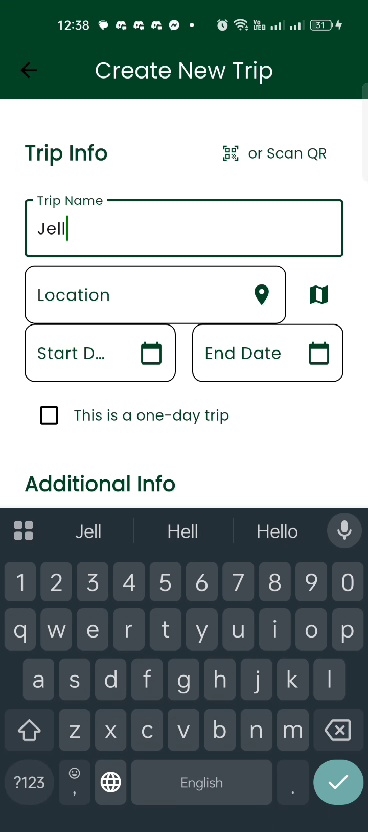 12:38 Vo LTE2 31
Create New Trip
Trip Info or Scan QR
Trip Name
Jell
Location
Start D... End Date
This is a one-day trip
Additional Info
Jell Hell Hello
1 2 3 4 5 6 7 8 9 0
q w e r t y u i o p
a s d f g h j k l
z x c v b n m
?123 , English .